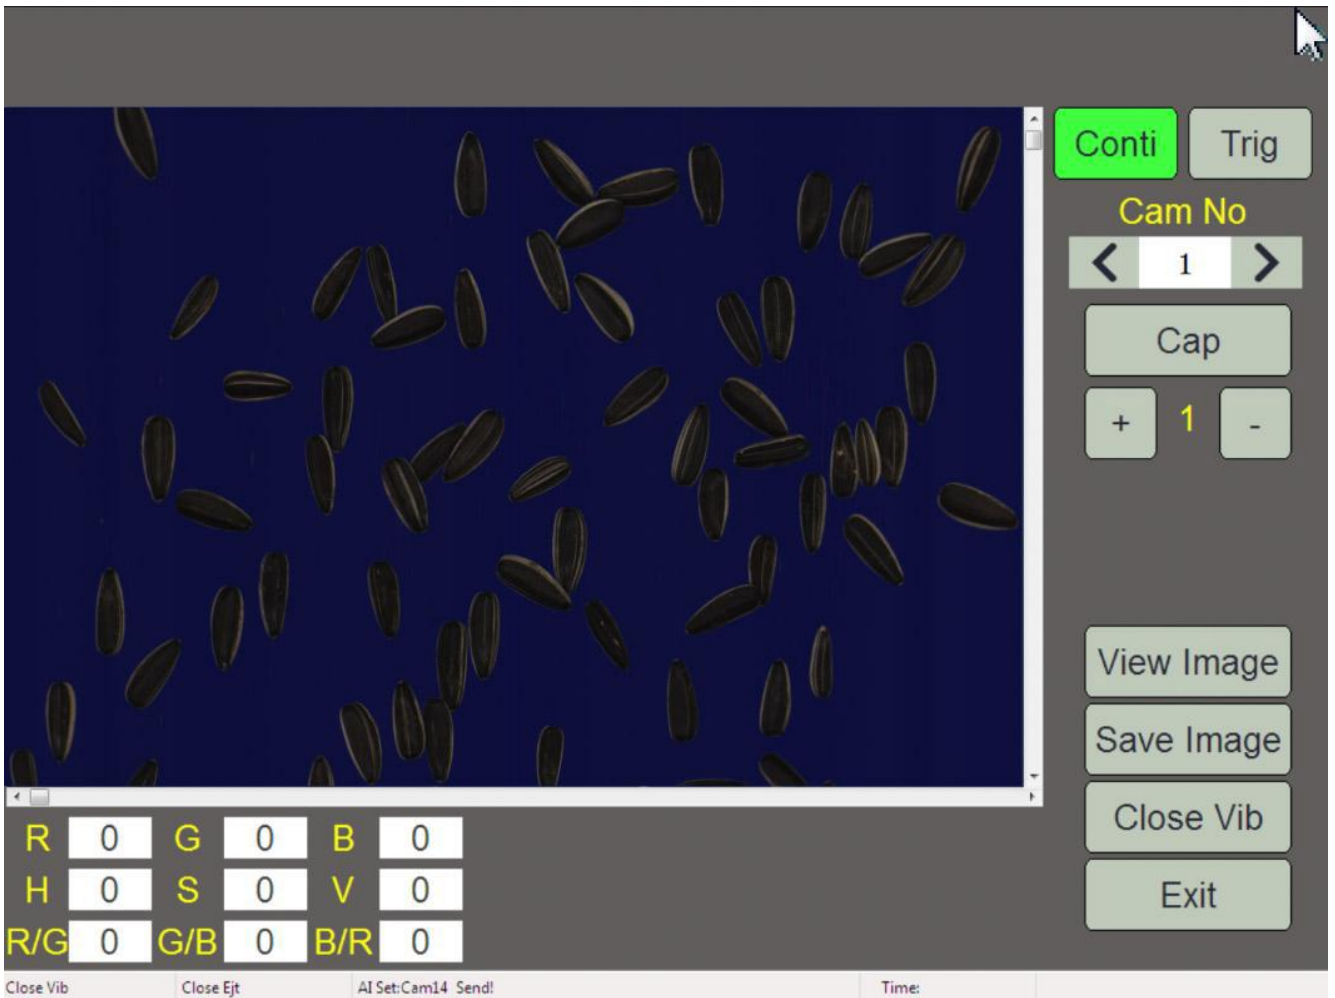 Conti Trig
Cam No
1
Cap
+ 1 -
View Image
Save Image
Close Vib
Exit
R 0 G 0 B 0
H 0 S 0 V 0
R/G 0 G/B 0 B/R 0
Close Vib Close Ejt AI Set:Cam14 Send! Time: